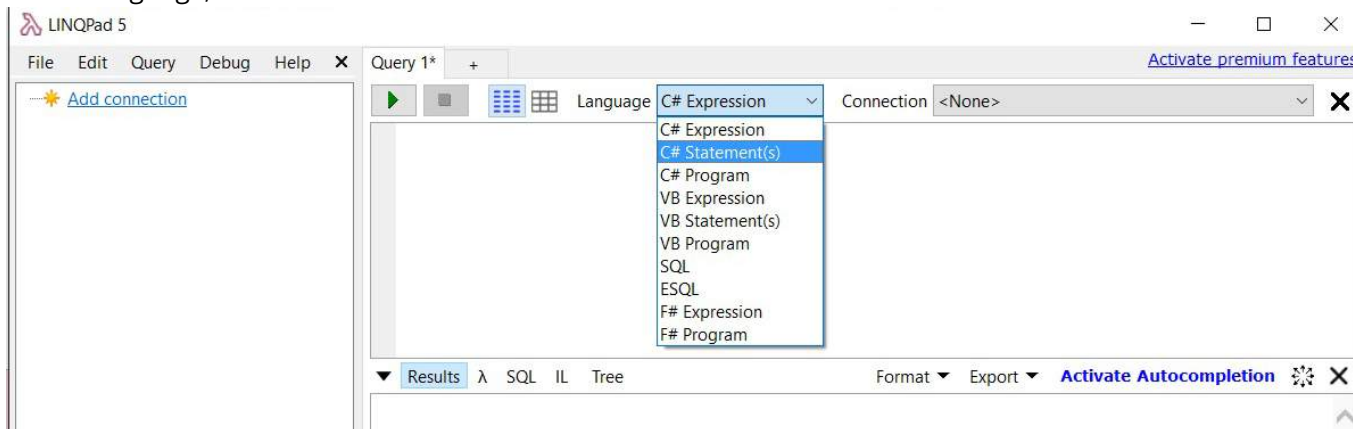 LINQPad 5
File Edit Query Debug Help Query 1* + Activate premium features
Add connection
Language C# Expression Connection <None>
C# Expression
C# Statement(s)
C# Program
VB Expression
VB Statement(s)
VB Program
SQL
ESQL
F# Expression
F# Program
Results λ SQL IL Tree Format Export Activate Autocompletion